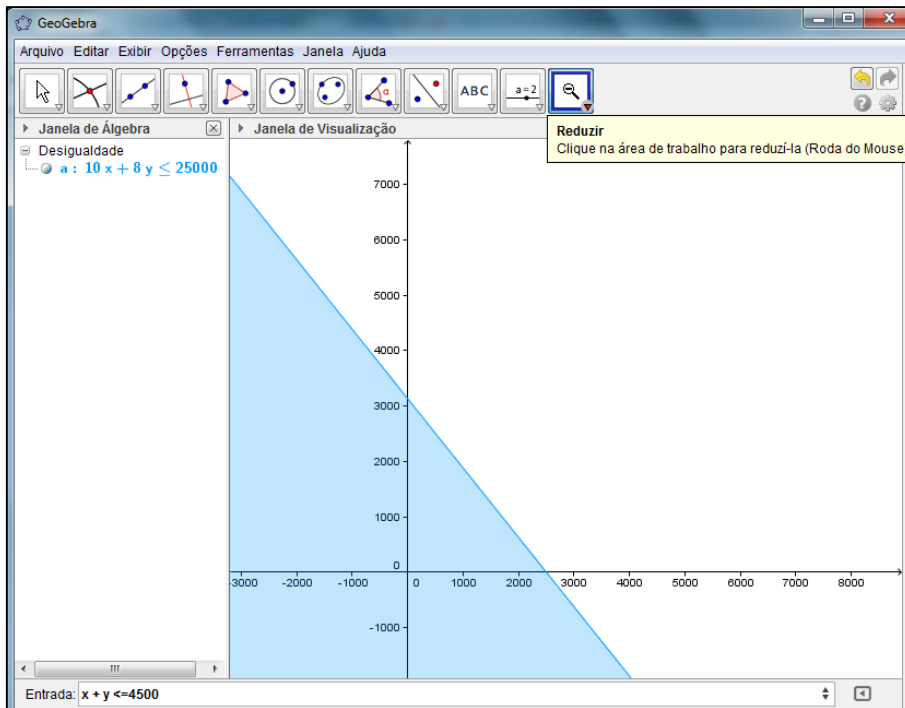 GeoGebra
Arquivo Editar Exibir Opções Ferramentas Janela Ajuda
ABC
a=2
α
Reduzir
Clique na área de trabalho para reduzí-la (Roda do Mouse
Janela de Álgebra
Janela de Visualização
Desigualdade
a : 10 x + 8 y ≤ 25000
7000
6000
5000
4000
3000
2000
1000
0
-1000
-3000 -2000 -1000 0 1000 2000 3000 4000 5000 6000 7000 8000
Entrada: x + y <=4500